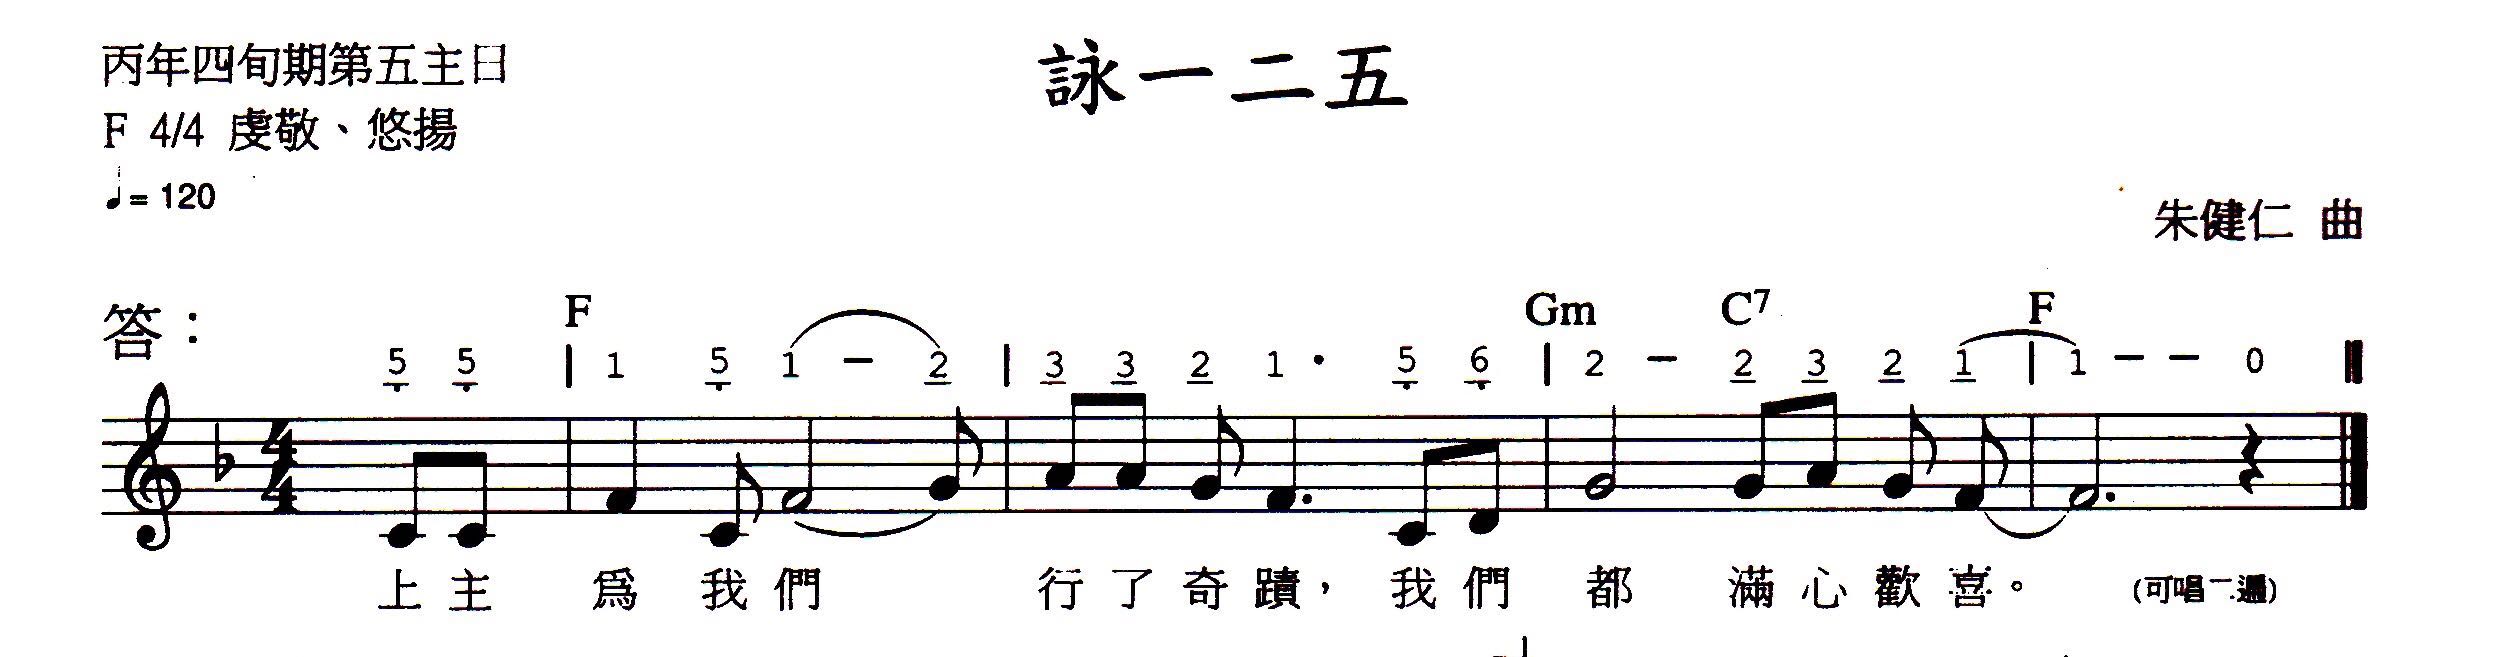 丙年四旬期第五主日
詠一二五
F 4/4 虔敬、悠揚
♩= 120
朱健仁 曲
答：
F Gm C7 F
5 5 | 1 5 1 – 2 | 3 3 2 1 · 5 6 | 2 – 2 3 2 1 | 1 – – 0
4/4
上主爲我們行了奇蹟，我們都滿心歡喜。(可唱二遍)